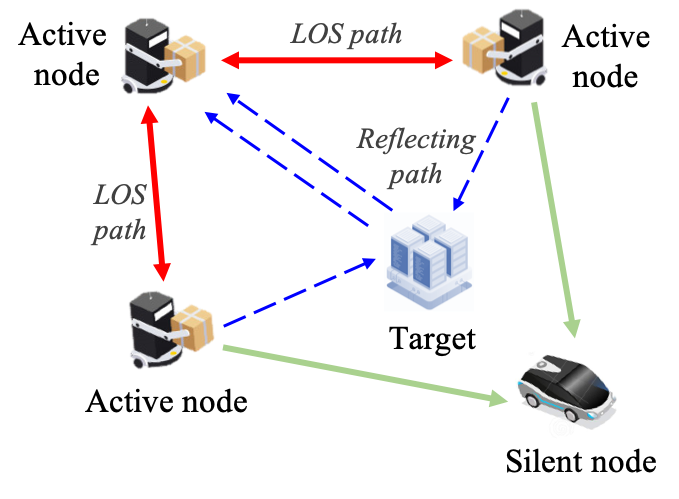 Active
node
LOS path
Active
node
Reflecting
path
LOS
path
Target
Active node
Silent node